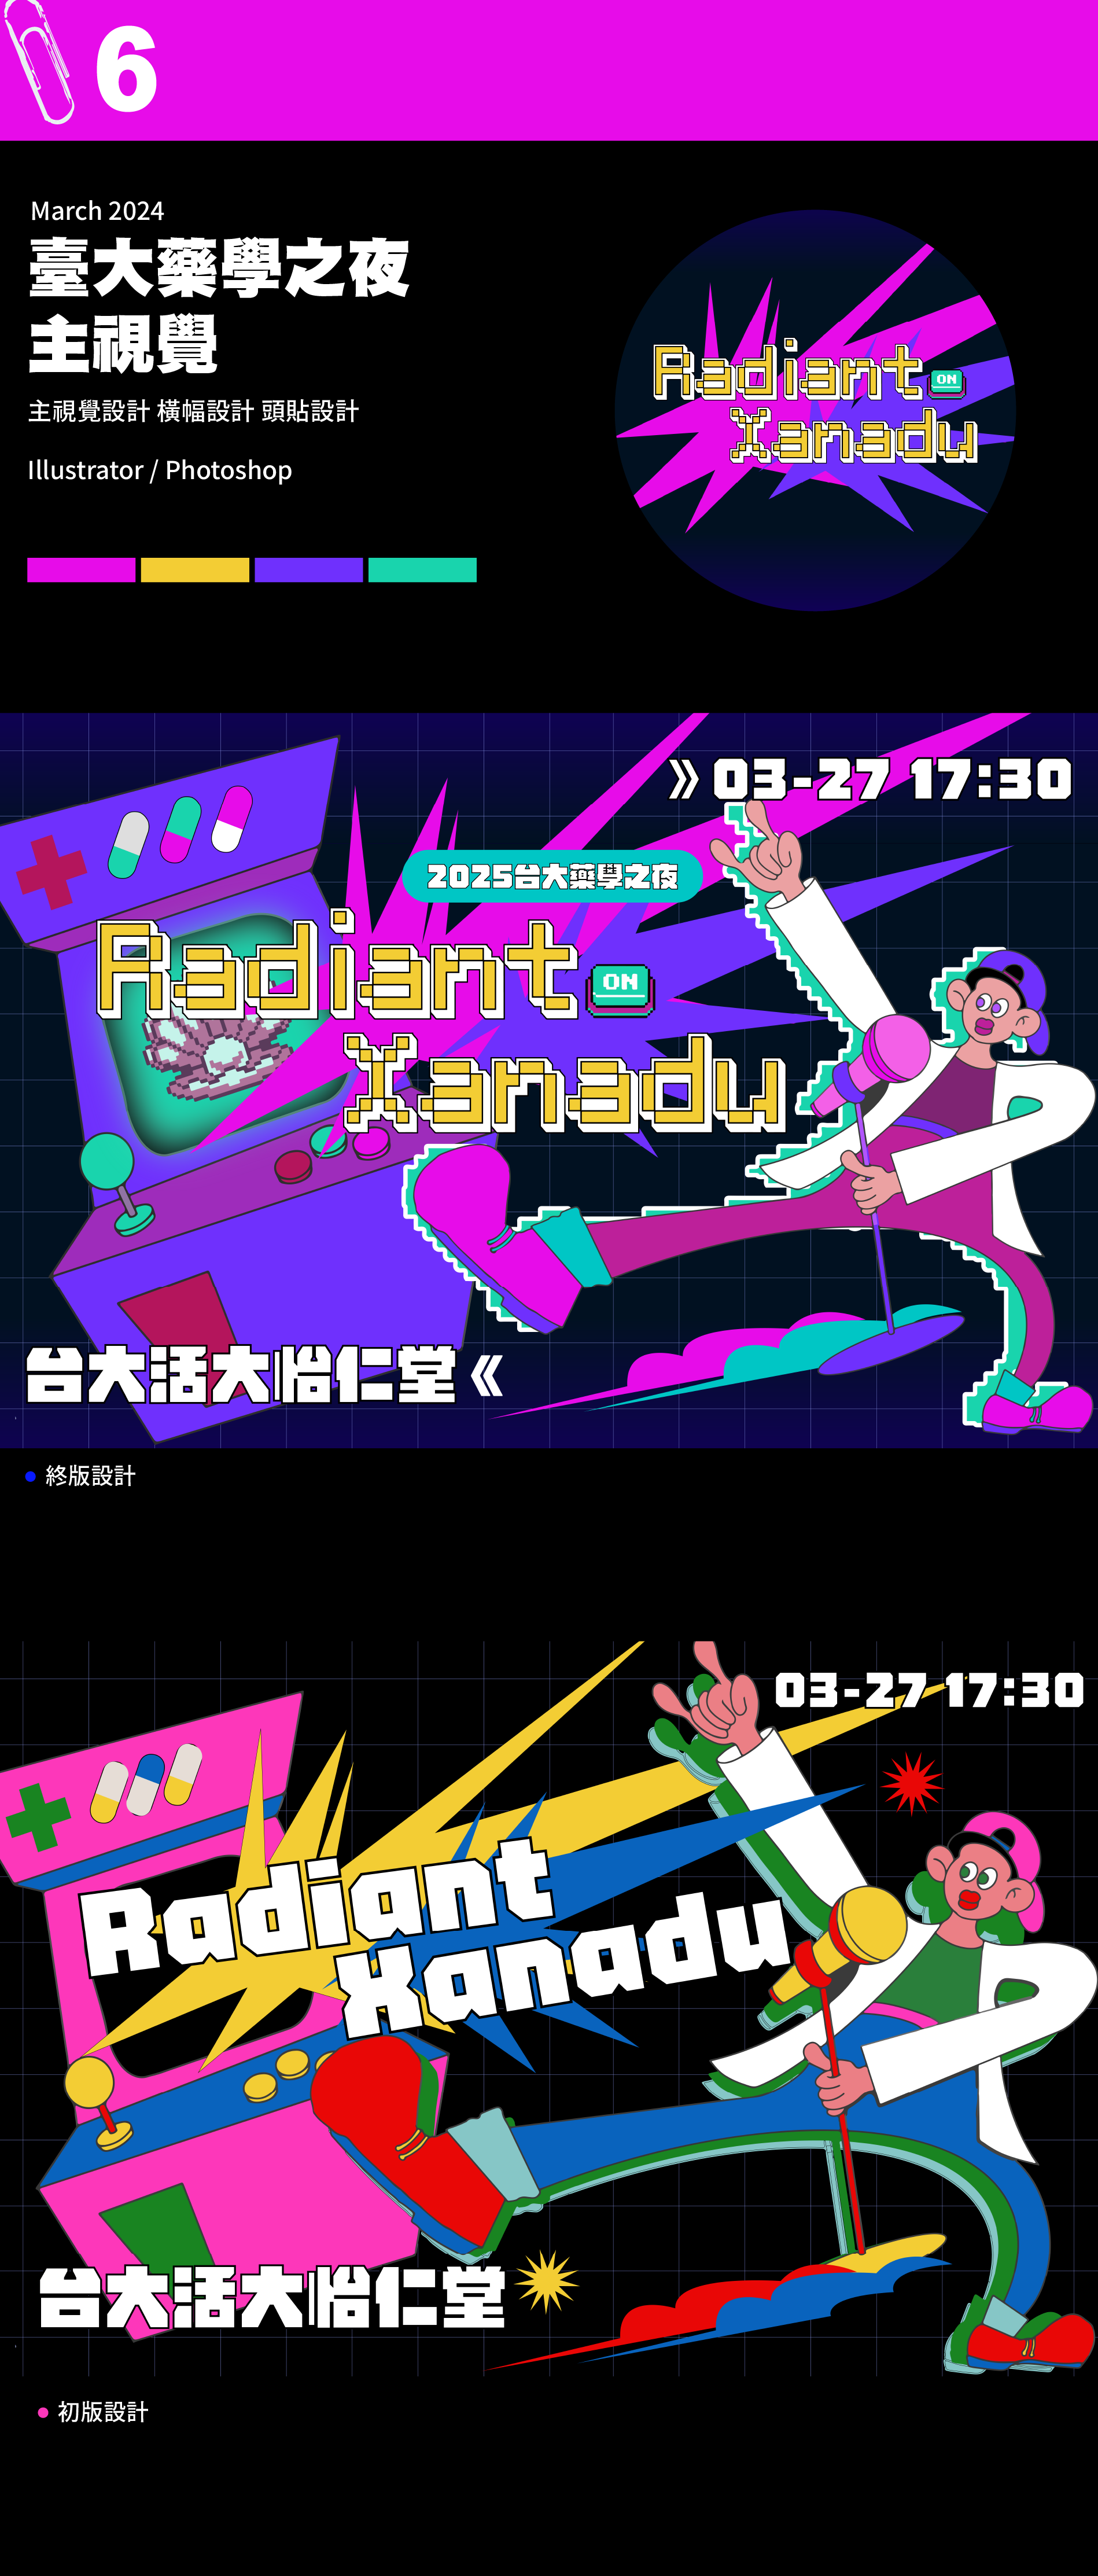 6
March 2024
臺大藥學之夜
主視覺
主視覺設計 橫幅設計 頭貼設計
Illustrator / Photoshop
Radiant ON
Xanadu
》03-27 17:30
2025台大藥學之夜
Radiant ON
Xanadu
台大活大怡仁堂《
終版設計
03-27 17:30
Radiant
Xanadu
台大活大怡仁堂
初版設計